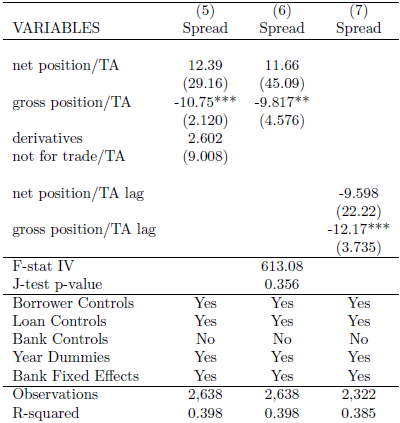 (5) (6) (7)
VARIABLES Spread Spread Spread
net position/TA 12.39 11.66
(29.16) (45.09)
gross position/TA -10.75*** -9.817**
(2.120) (4.576)
derivatives 2.602
not for trade/TA (9.008)
net position/TA lag -9.598
(22.22)
gross position/TA lag -12.17***
(3.735)
F-stat IV 613.08
J-test p-value 0.356
Borrower Controls Yes Yes Yes
Loan Controls Yes Yes Yes
Bank Controls No No No
Year Dummies Yes Yes Yes
Bank Fixed Effects Yes Yes Yes
Observations 2,638 2,638 2,322
R-squared 0.398 0.398 0.385